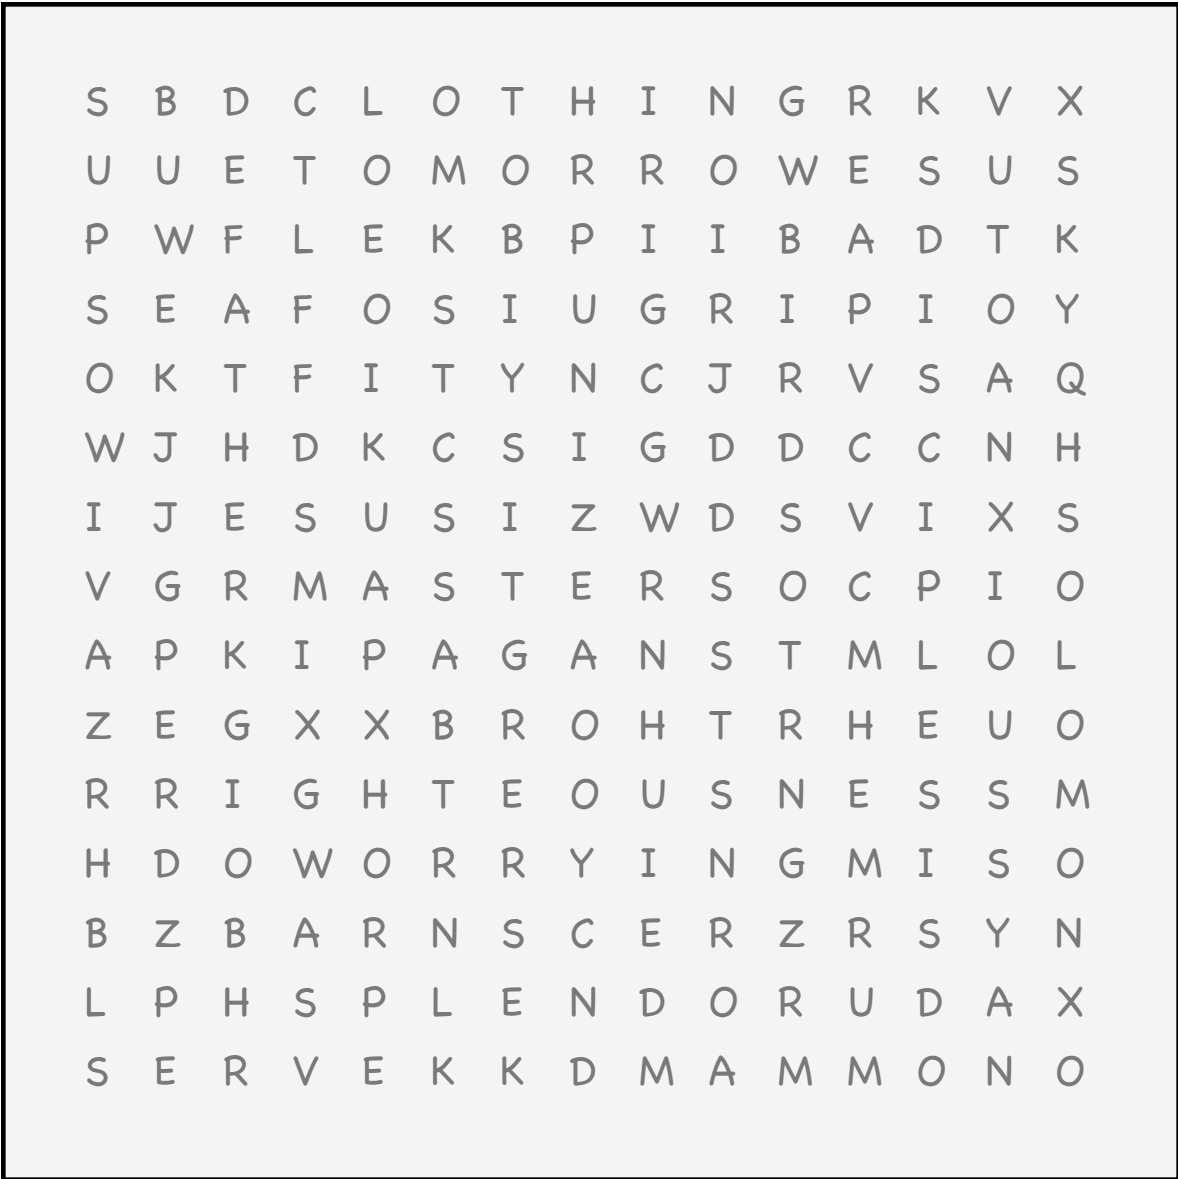 S B D C L O T H I N G R K V X
U U E T O M O R R O W E S U S
P W F L E K B P I I B A D T K
S E A F O S I U G R I P I O Y
O K T F I T Y N C J R V S A Q
W J H D K C S I G D D C C N H
I J E S U S I Z W D S V I X S
V G R M A S T E R S O C P I O
A P K I P A G A N S T M L O L
Z E G X X B R O H T R H E U O
R R I G H T E O U S N E S S M
H D O W O R R Y I N G M I S O
B Z B A R N S C E R Z R S Y N
L P H S P L E N D O R U D A X
S E R V E K K D M A M M O N O